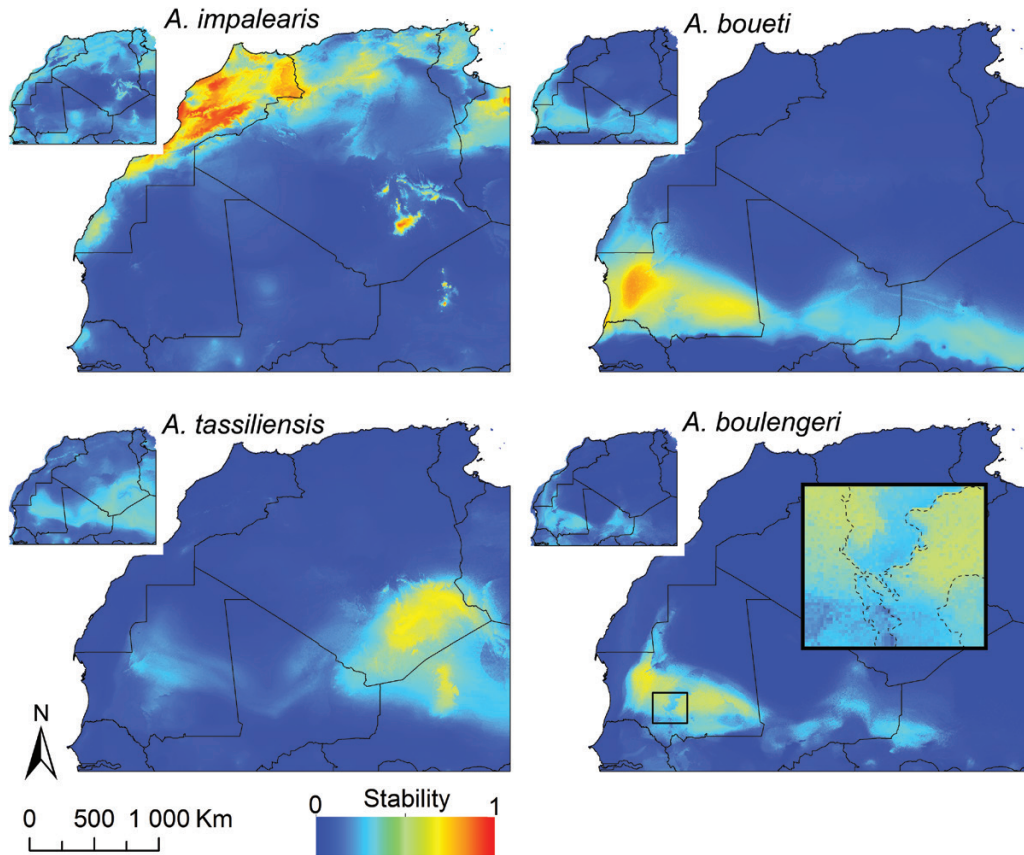 A. impalearis
A. boueti
A. tassiliensis
A. boulengeri
N
0 500 1 000 Km
0 Stability 1